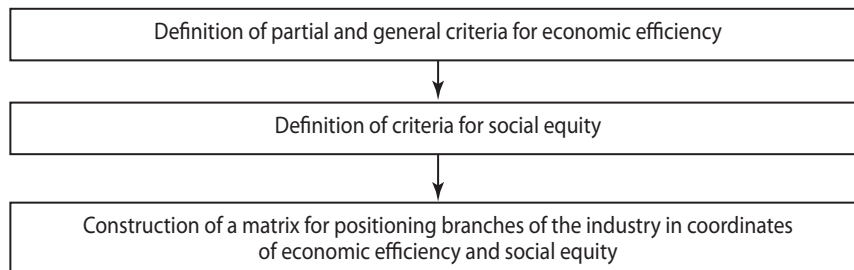 Definition of partial and general criteria for economic efficiency
Definition of criteria for social equity
Construction of a matrix for positioning branches of the industry in coordinates
of economic efficiency and social equity